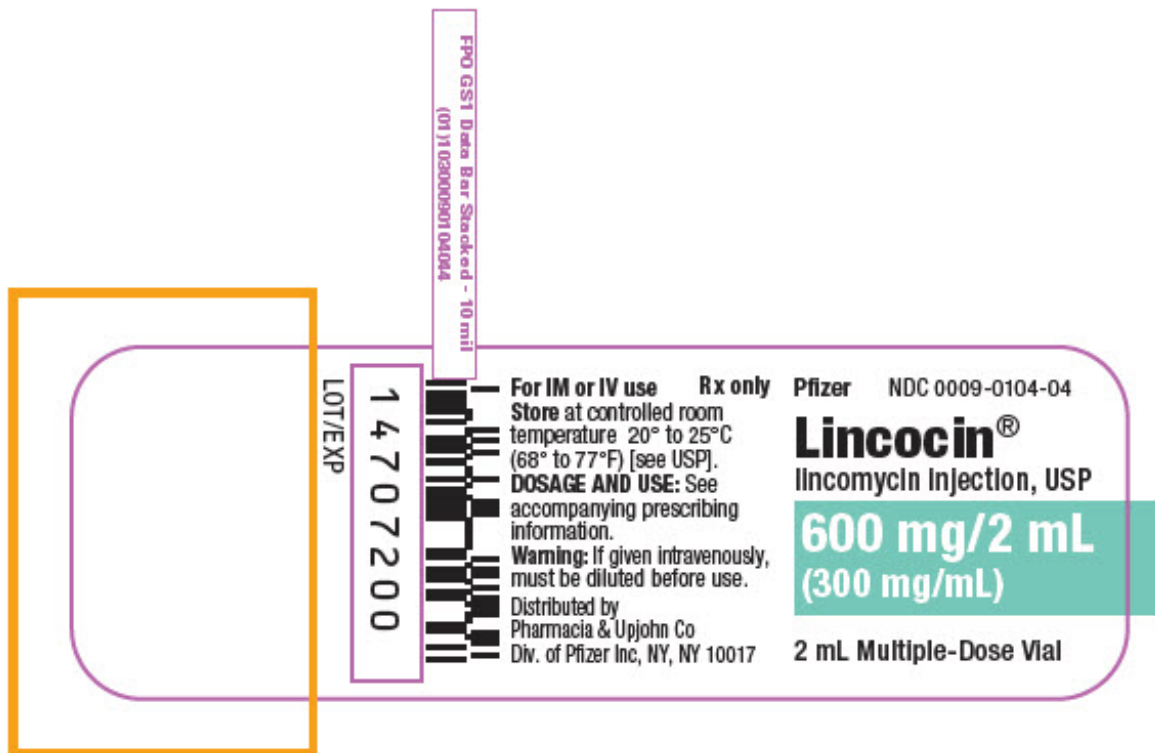 FPO GS1 Data Bar Stacked - 10 mil
(01)10300090104044
LOT/EXP
14707200
For IM or IV use Rx only
Store at controlled room
temperature 20° to 25°C
(68° to 77°F) [see USP].
DOSAGE AND USE: See
accompanying prescribing
information.
Warning: If given intravenously,
must be diluted before use.
Distributed by
Pharmacia & Upjohn Co
Div. of Pfizer Inc, NY, NY 10017
Pfizer NDC 0009-0104-04
Lincocin®
lincomycin injection, USP
600 mg/2 mL
(300 mg/mL)
2 mL Multiple-Dose Vial